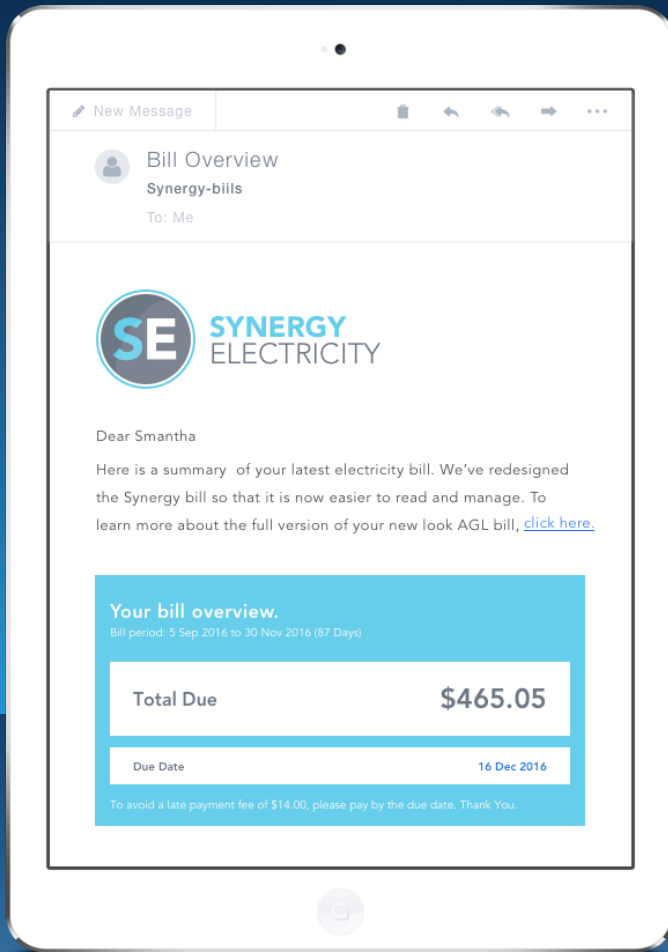 New Message
Bill Overview
Synergy-biils
To: Me
SE
SYNERGY
ELECTRICITY
Dear Smantha
Here is a summary of your latest electricity bill. We've redesigned
the Synergy bill so that it is now easier to read and manage. To
learn more about the full version of your new look AGL bill, click here.
Your bill overview.
Bill period: 5 Sep 2016 to 30 Nov 2016 (87 Days)
Total Due $465.05
Due Date 16 Dec 2016
To avoid a late payment fee of $14.00, please pay by the due date. Thank You.